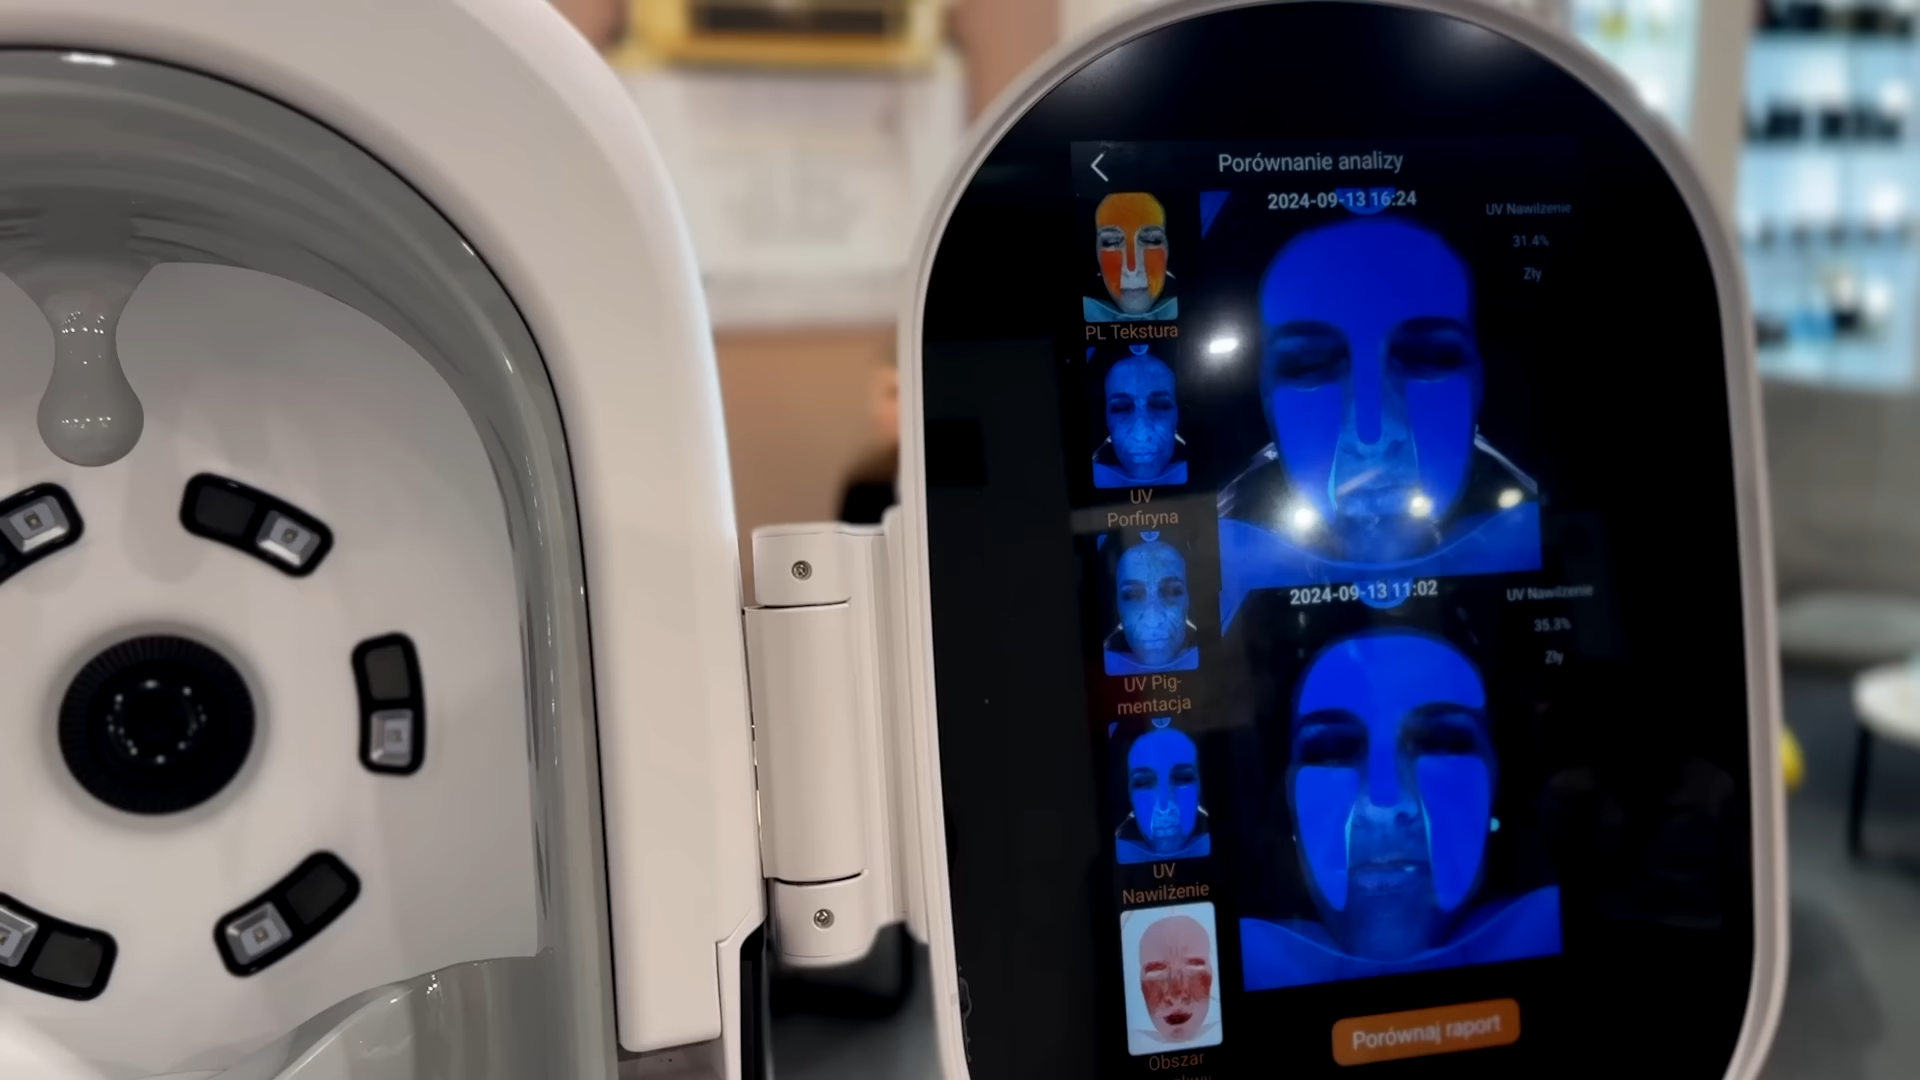 Porównanie analizy
2024-09-13 16:24
UV Nawilżenie
31.4%
Zły
PL Tekstura
UV
Porfiryna
UV Pig-
mentacja
UV
Nawilżenie
Obszar
2024-09-13 11:02
UV Nawilżenie
35.3%
Zły
Porównaj raport